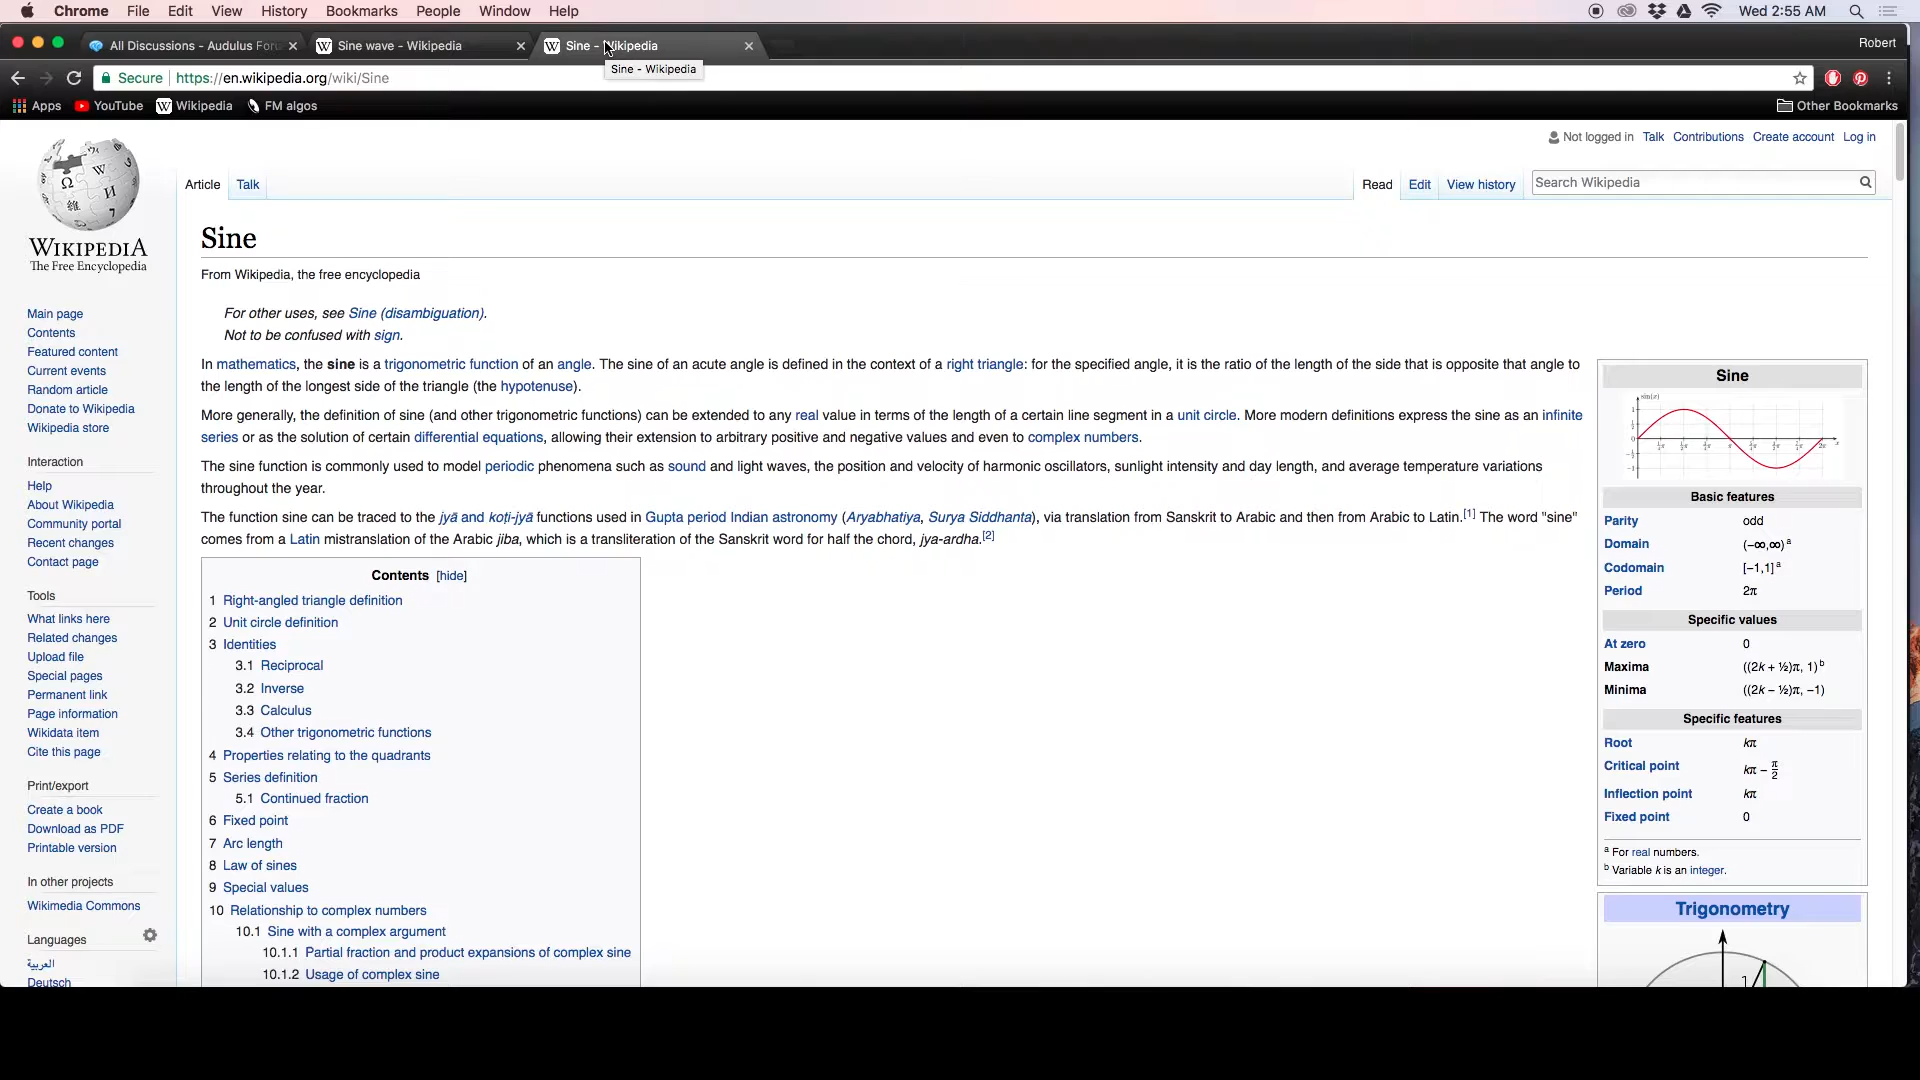 Chrome File Edit View History Bookmarks People Window Help Wed 2:55 AM
All Discussions - Audulus Foru Sine wave - Wikipedia Sine - Wikipedia Robert
Sine - Wikipedia
Secure https://en.wikipedia.org/wiki/Sine
Apps YouTube Wikipedia FM algos Other Bookmarks
Not logged in Talk Contributions Create account Log in
Article Talk Read Edit View history Search Wikipedia
WIKIPEDIA
The Free Encyclopedia
Main page
Contents
Featured content
Current events
Random article
Donate to Wikipedia
Wikipedia store
Interaction
Help
About Wikipedia
Community portal
Recent changes
Contact page
Tools
What links here
Related changes
Upload file
Special pages
Permanent link
Page information
Wikidata item
Cite this page
Print/export
Create a book
Download as PDF
Printable version
In other projects
Wikimedia Commons
Languages
العربية
Deutsch
Sine
From Wikipedia, the free encyclopedia
For other uses, see Sine (disambiguation).
Not to be confused with sign.
In mathematics, the sine is a trigonometric function of an angle. The sine of an acute angle is defined in the context of a right triangle: for the specified angle, it is the ratio of the length of the side that is opposite that angle to
the length of the longest side of the triangle (the hypotenuse).
More generally, the definition of sine (and other trigonometric functions) can be extended to any real value in terms of the length of a certain line segment in a unit circle. More modern definitions express the sine as an infinite
series or as the solution of certain differential equations, allowing their extension to arbitrary positive and negative values and even to complex numbers.
The sine function is commonly used to model periodic phenomena such as sound and light waves, the position and velocity of harmonic oscillators, sunlight intensity and day length, and average temperature variations
throughout the year.
The function sine can be traced to the jyā and koṭi-jyā functions used in Gupta period Indian astronomy (Aryabhatiya, Surya Siddhanta), via translation from Sanskrit to Arabic and then from Arabic to Latin.[1] The word "sine"
comes from a Latin mistranslation of the Arabic jiba, which is a transliteration of the Sanskrit word for half the chord, jya-ardha.[2]
Contents [hide]
1 Right-angled triangle definition
2 Unit circle definition
3 Identities
3.1 Reciprocal
3.2 Inverse
3.3 Calculus
3.4 Other trigonometric functions
4 Properties relating to the quadrants
5 Series definition
5.1 Continued fraction
6 Fixed point
7 Arc length
8 Law of sines
9 Special values
10 Relationship to complex numbers
10.1 Sine with a complex argument
10.1.1 Partial fraction and product expansions of complex sine
10.1.2 Usage of complex sine
Sine
sin(x)
Basic features
Parity odd
Domain (−∞,∞) a
Codomain [−1,1] a
Period 2π
Specific values
At zero 0
Maxima ((2k + ½)π, 1) b
Minima ((2k − ½)π, −1)
Specific features
Root kπ
Critical point kπ − π/2
Inflection point kπ
Fixed point 0
a For real numbers.
b Variable k is an integer.
Trigonometry
1